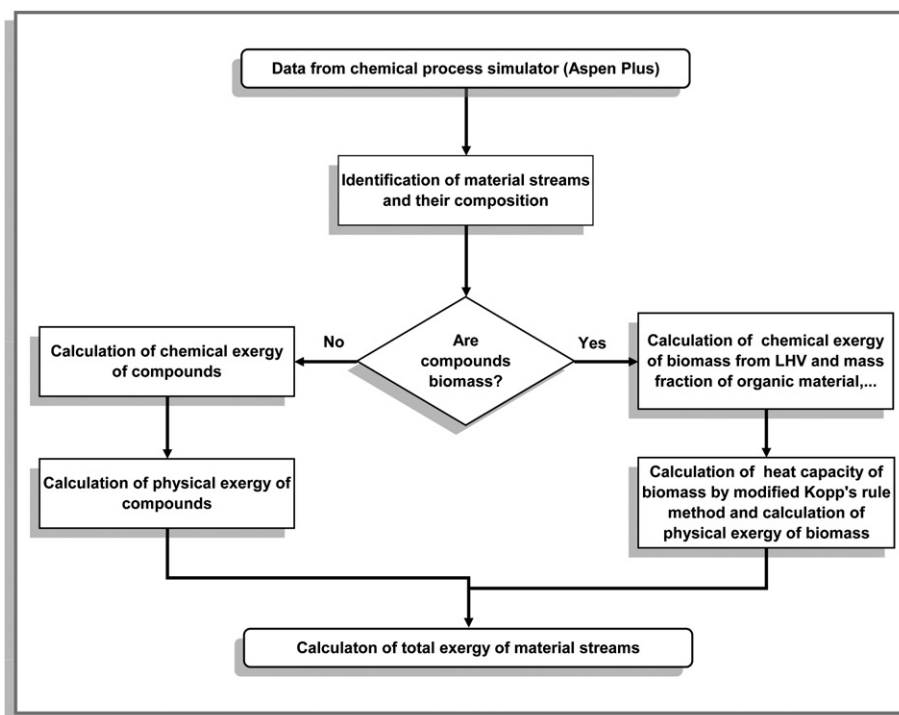 Data from chemical process simulator (Aspen Plus)
Identification of material streams
and their composition
No
Are
compounds
biomass?
Yes
Calculation of chemical exergy
of compounds
Calculation of chemical exergy
of biomass from LHV and mass
fraction of organic material,...
Calculation of physical exergy of
compounds
Calculation of heat capacity of
biomass by modified Kopp's rule
method and calculation of
physical exergy of biomass
Calculaton of total exergy of material streams